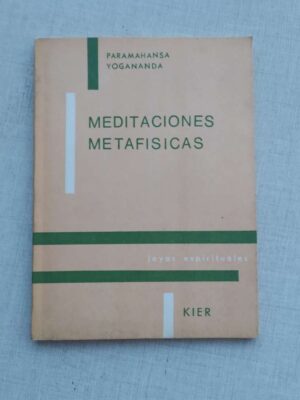 PARAMAHANSA
YOGANANDA
MEDITACIONES
METAFISICAS
joyas espirituales
KIER